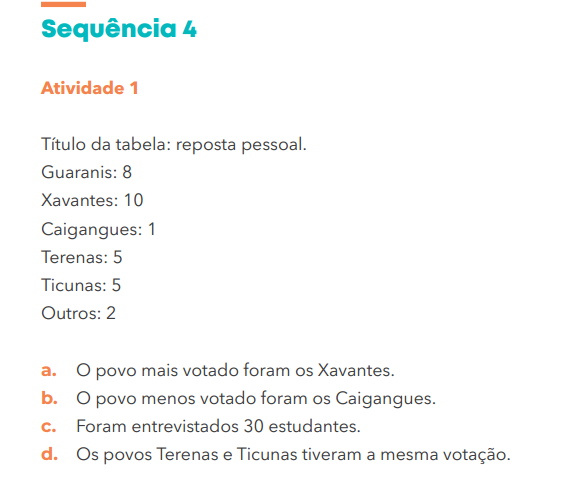 Sequência 4
Atividade 1
Título da tabela: reposta pessoal.
Guaranis: 8
Xavantes: 10
Caigangues: 1
Terenas: 5
Ticunas: 5
Outros: 2
a. O povo mais votado foram os Xavantes.
b. O povo menos votado foram os Caigangues.
c. Foram entrevistados 30 estudantes.
d. Os povos Terenas e Ticunas tiveram a mesma votação.